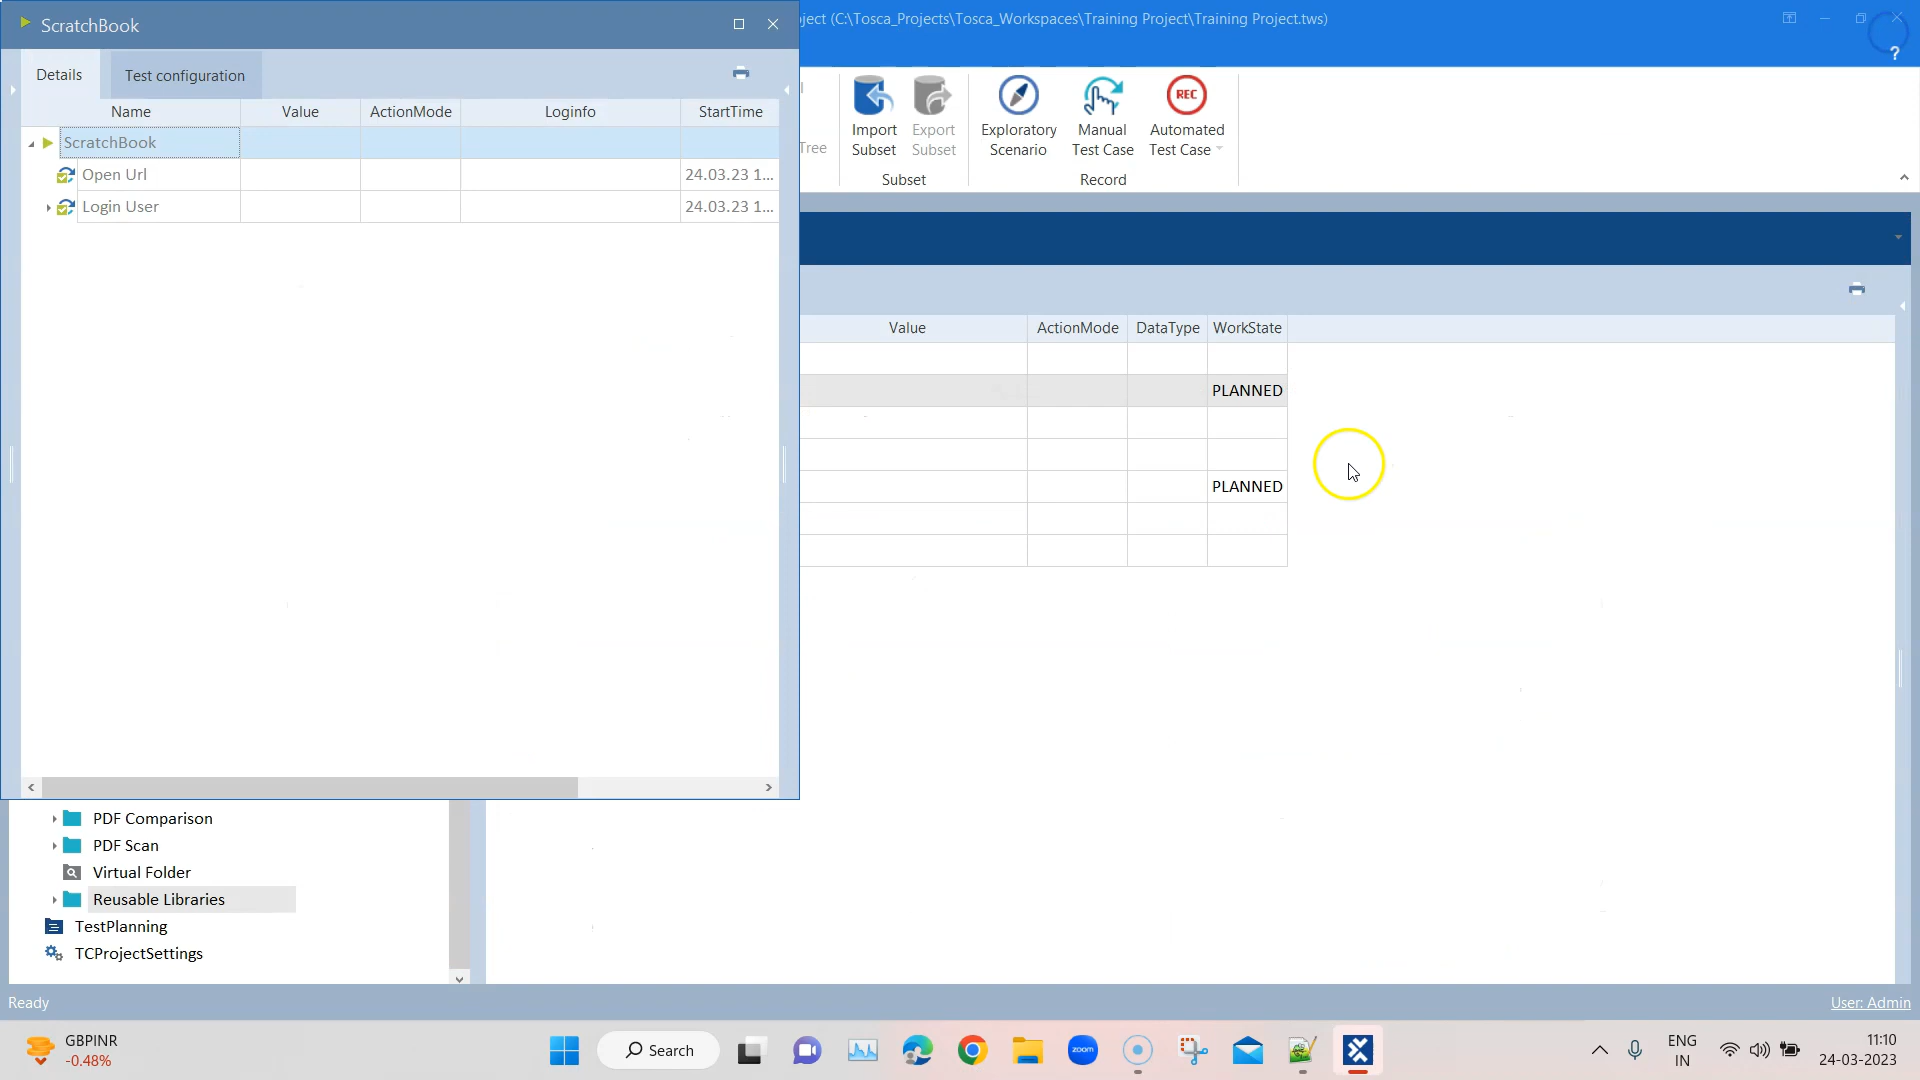 ScratchBook
ject (C:\Tosca_Projects\Tosca_Workspaces\Training Project\Training Project.tws)
?
Details
Test configuration
Name Value ActionMode Loginfo StartTime
ScratchBook
Open Url 24.03.23 1...
Login User 24.03.23 1...
Tree
Import Subset
Export Subset
Subset
Exploratory Scenario
Manual Test Case
REC
Automated Test Case
Record
Value ActionMode DataType WorkState
PLANNED
PLANNED
PDF Comparison
PDF Scan
Virtual Folder
Reusable Libraries
TestPlanning
TCProjectSettings
Ready
User: Admin
GBPINR
-0.48%
Search
zoom
ENG
IN
11:10
24-03-2023